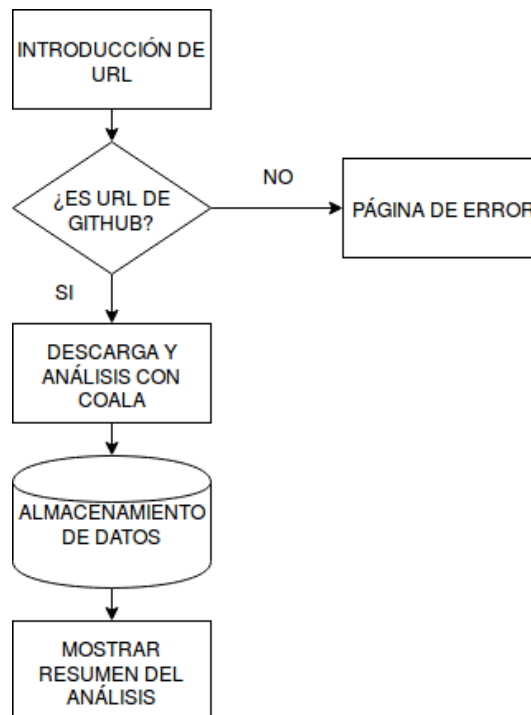 INTRODUCCIÓN DE
URL
¿ES URL DE
GITHUB?
NO
PÁGINA DE ERROR
SI
DESCARGA Y
ANÁLISIS CON
COALA
ALMACENAMIENTO
DE DATOS
MOSTRAR
RESUMEN DEL
ANÁLISIS